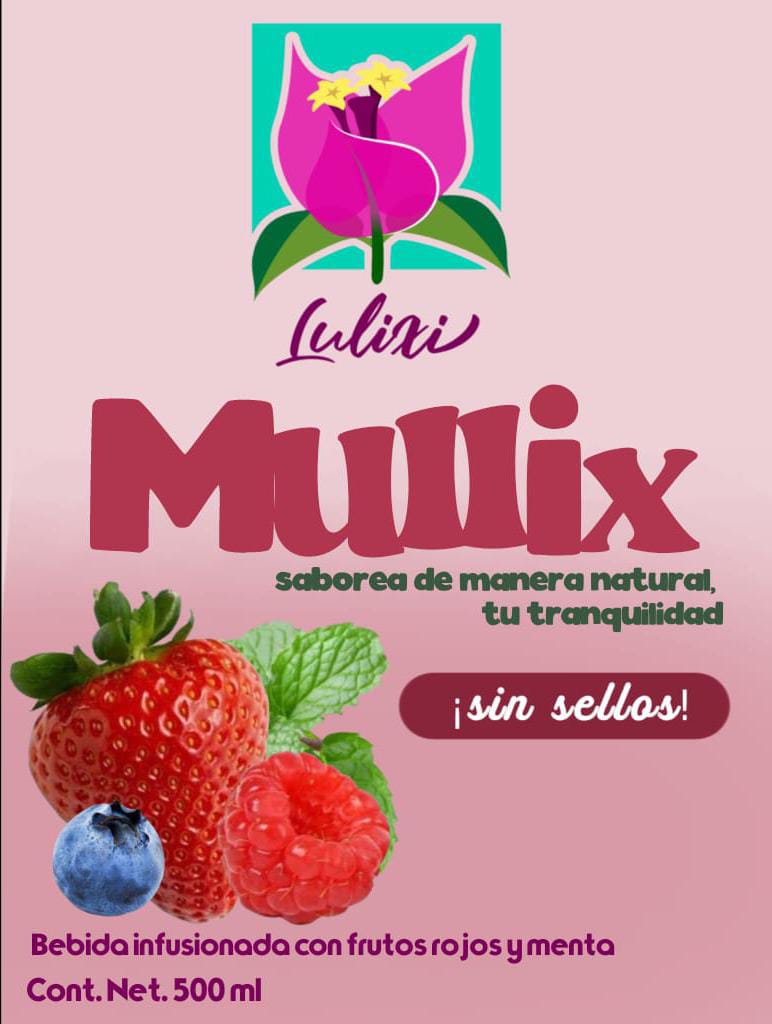 Lulixi
Mullix
saborea de manera natural,
tu tranquilidad
¡sin sellos!
Bebida infusionada con frutos rojos y menta
Cont. Net. 500 ml